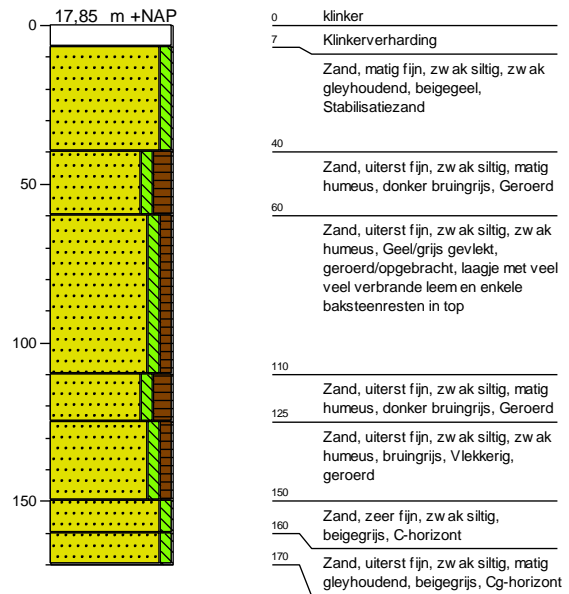 17,85 m +NAP
0
50
100
150
0 klinker
7 Klinkerverharding
Zand, matig fijn, zwak siltig, zwak
gleyhoudend, beigegeel,
Stabilisatiezand
40
Zand, uiterst fijn, zwak siltig, matig
humeus, donker bruingrijs, Geroerd
60
Zand, uiterst fijn, zwak siltig, zwak
humeus, Geel/grijs gevlekt,
geroerd/opgebracht, laagje met veel
veel verbrande leem en enkele
baksteenresten in top
110
Zand, uiterst fijn, zwak siltig, matig
humeus, donker bruingrijs, Geroerd
125
Zand, uiterst fijn, zwak siltig, zwak
humeus, bruingrijs, Vlekkerig,
geroerd
150
Zand, zeer fijn, zwak siltig,
beigegrijs, C-horizont
160
Zand, uiterst fijn, zwak siltig, matig
gleyhoudend, beigegrijs, Cg-horizont
170